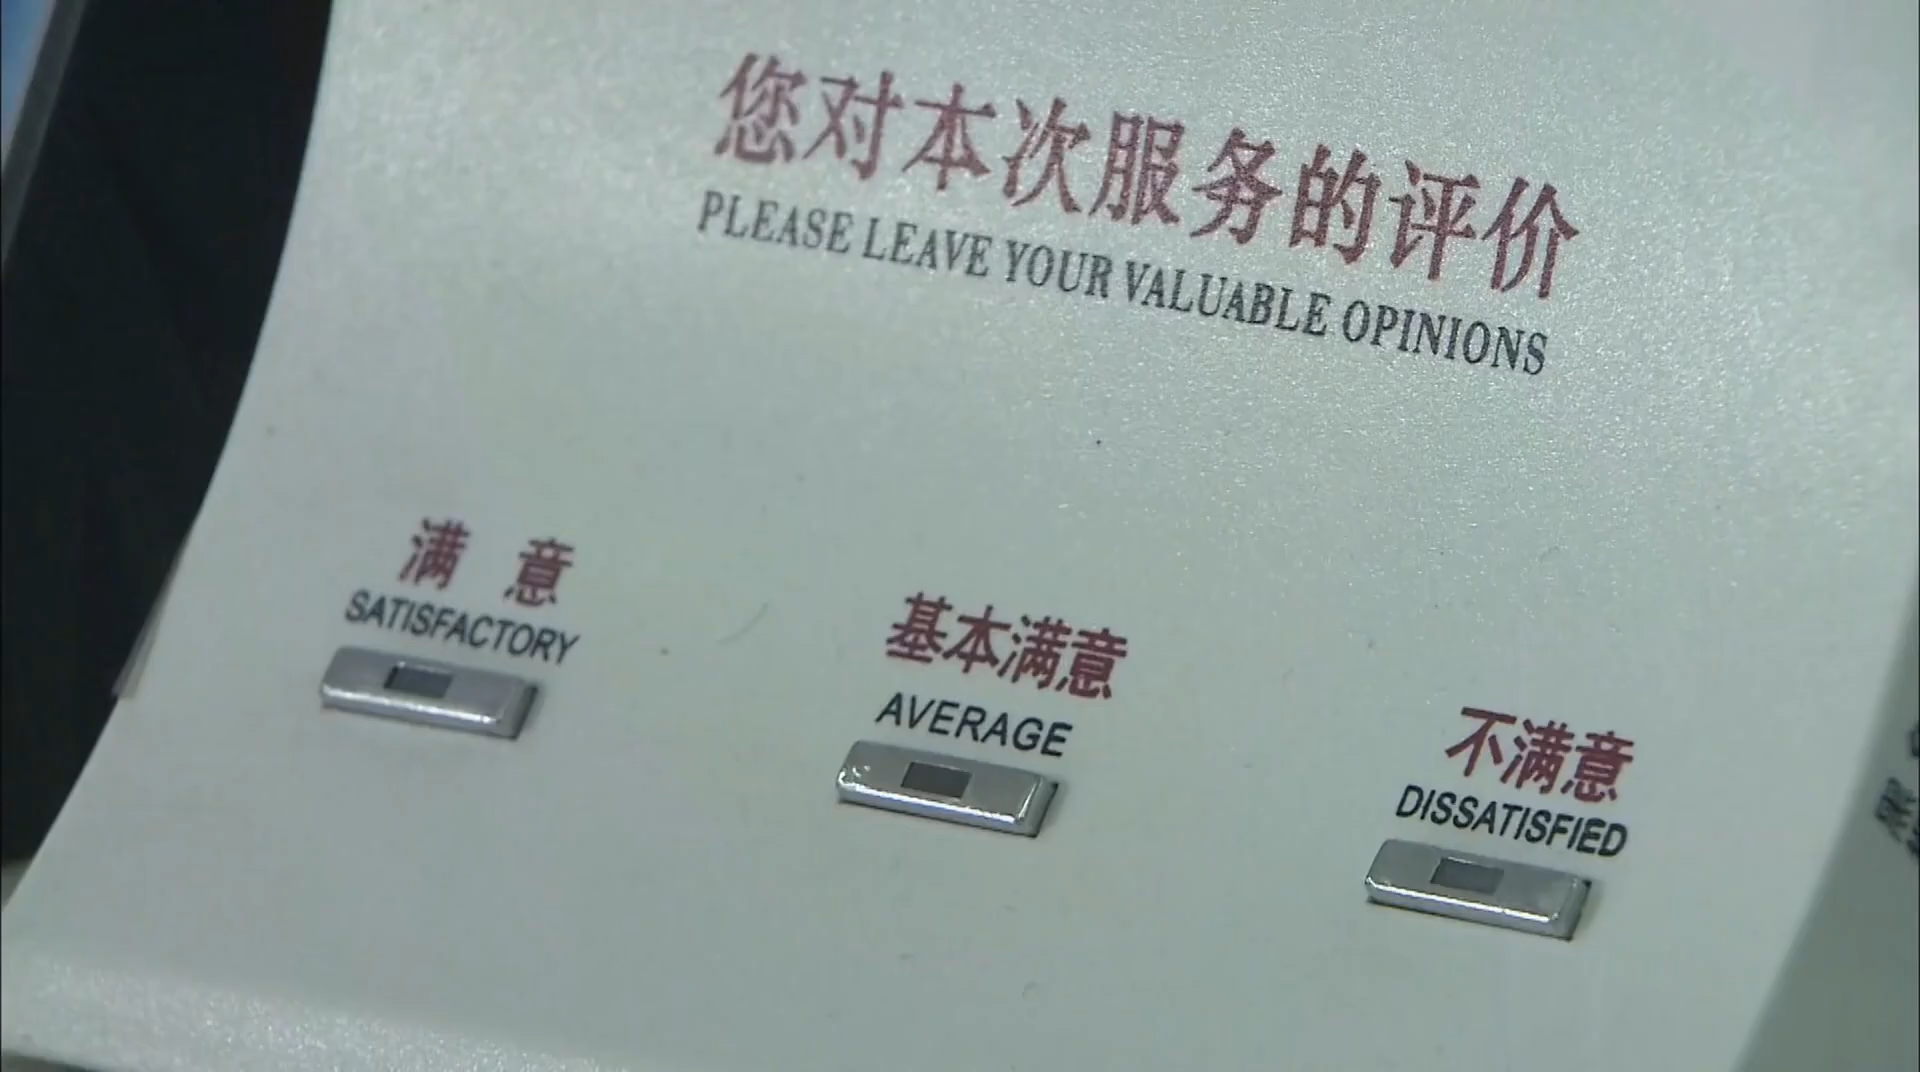 您对本次服务的评价
PLEASE LEAVE YOUR VALUABLE OPINIONS
满 意
SATISFACTORY
基本满意
AVERAGE
不满意
DISSATISFIED